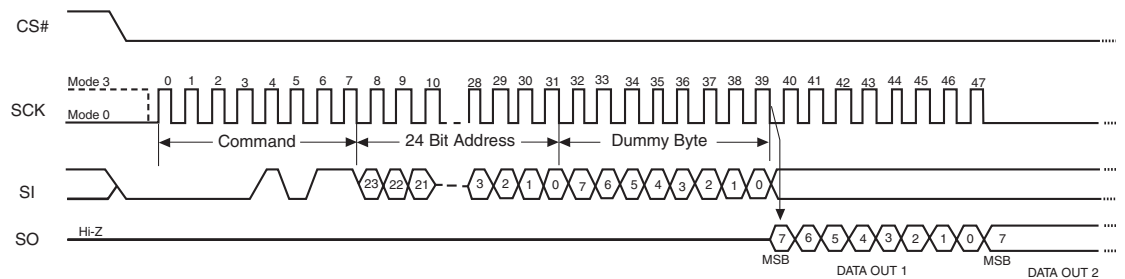 CS#
Mode 3
0 1 2 3 4 5 6 7 8 9 10 28 29 30 31 32 33 34 35 36 37 38 39 40 41 42 43 44 45 46 47
SCK
Mode 0
Command 24 Bit Address Dummy Byte
SI
23 22 21 3 2 1 0 7 6 5 4 3 2 1 0
SO
Hi-Z
7 6 5 4 3 2 1 0 7
MSB MSB
DATA OUT 1 DATA OUT 2